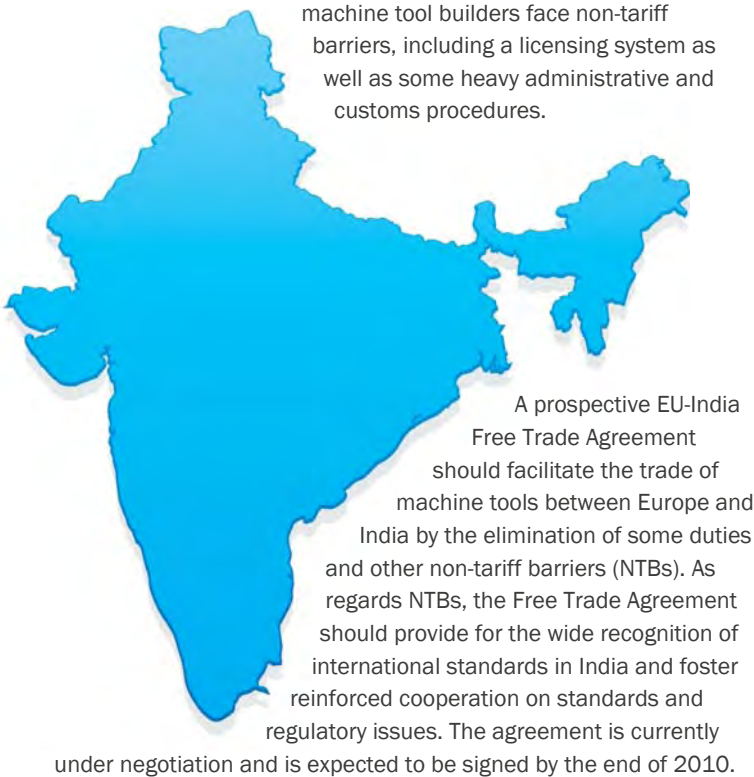 machine tool builders face non-tariff
barriers, including a licensing system as
well as some heavy administrative and
customs procedures.
A prospective EU-India
Free Trade Agreement
should facilitate the trade of
machine tools between Europe and
India by the elimination of some duties
and other non-tariff barriers (NTBs). As
regards NTBs, the Free Trade Agreement
should provide for the wide recognition of
international standards in India and foster
reinforced cooperation on standards and
regulatory issues. The agreement is currently
under negotiation and is expected to be signed by the end of 2010.